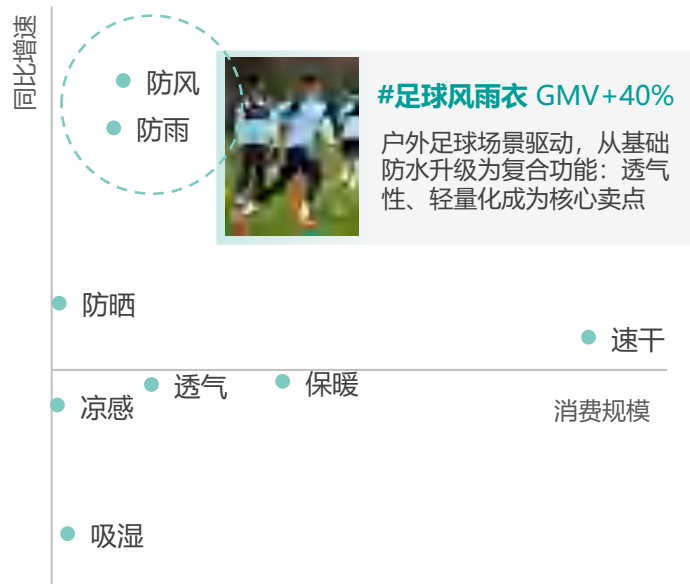 同比增速
防风
防雨
#足球风雨衣 GMV+40%
户外足球场景驱动，从基础
防水升级为复合功能：透气
性、轻量化成为核心卖点
防晒
速干
透气
保暖
凉感
消费规模
吸湿